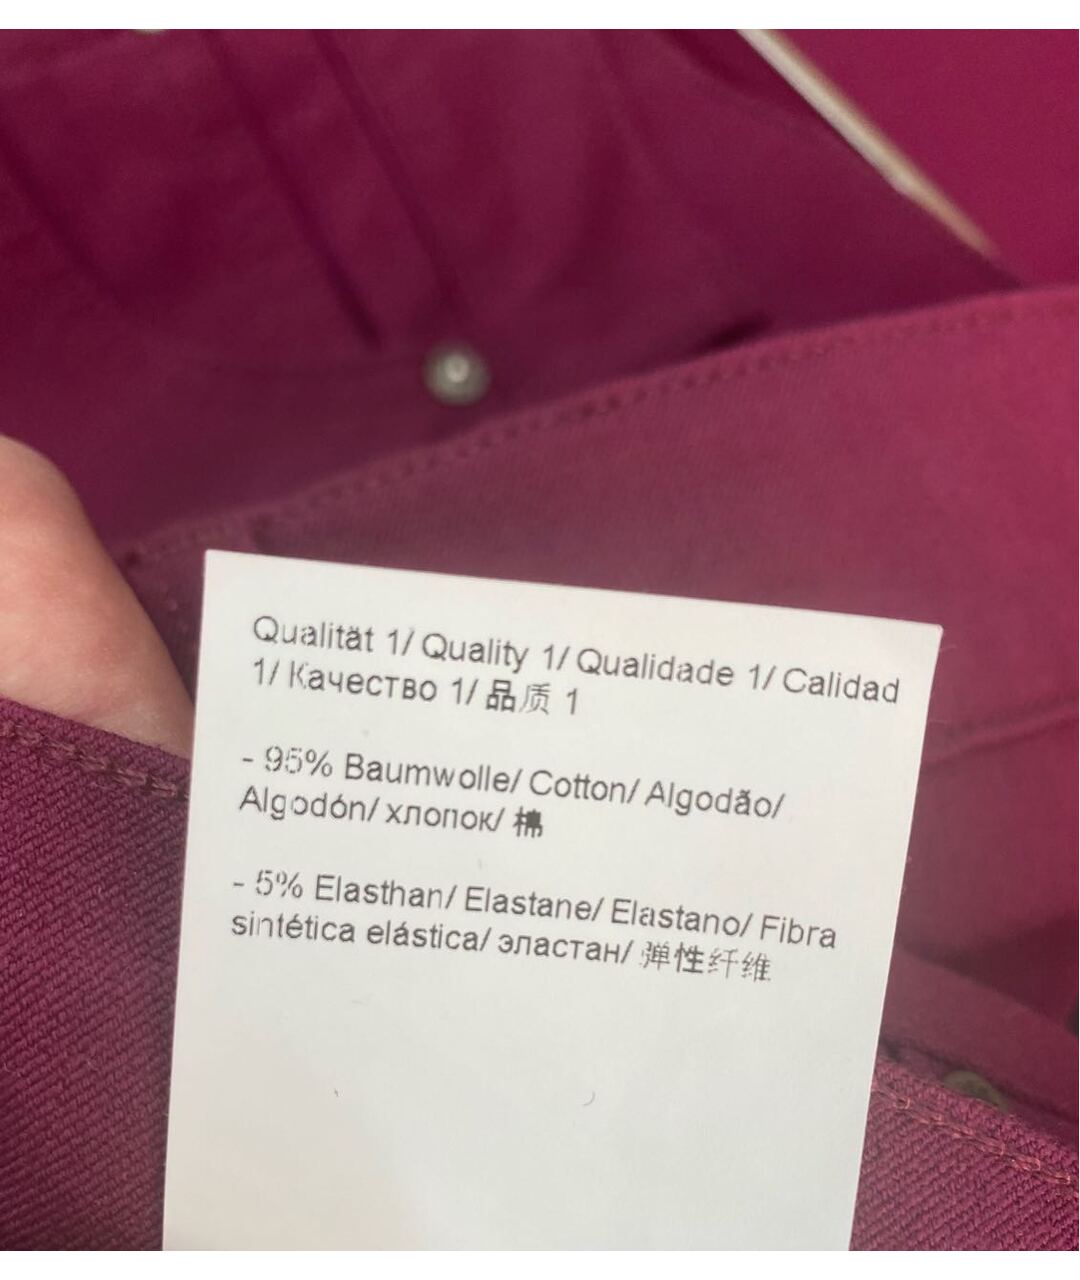 Qualität 1/ Quality 1/ Qualidade 1/ Calidad
1/ Качество 1/ 品质 1
- 95% Baumwolle/ Cotton/ Algodão/
Algodón/ хлопок/ 棉
- 5% Elasthan/ Elastane/ Elastano/ Fibra
sintética elástica/ эластан/ 弹性纤维